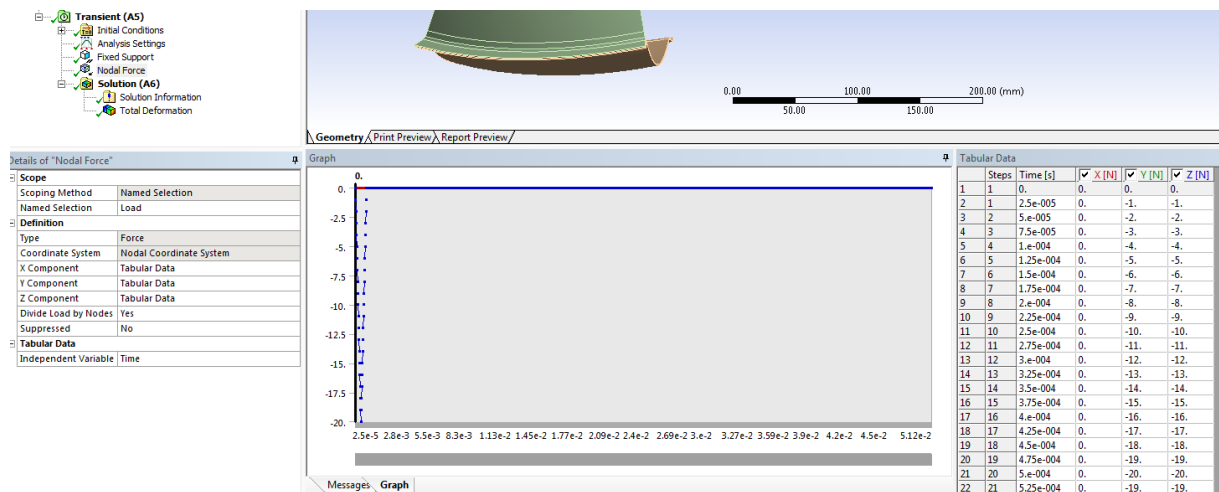 Transient (A5)
Initial Conditions
Analysis Settings
Fixed Support
Nodal Force
Solution (A6)
Solution Information
Total Deformation
0.00 100.00 200.00 (mm)
50.00 150.00
Geometry Print Preview Report Preview
Details of "Nodal Force"
Scope
Scoping Method Named Selection
Named Selection Load
Definition
Type Force
Coordinate System Nodal Coordinate System
X Component Tabular Data
Y Component Tabular Data
Z Component Tabular Data
Divide Load by Nodes Yes
Suppressed No
Tabular Data
Independent Variable Time
Graph
0.
0.
-2.5
-5.
-7.5
-10.
-12.5
-15.
-17.5
-20.
2.5e-5 2.8e-3 5.5e-3 8.3e-3 1.13e-2 1.45e-2 1.77e-2 2.09e-2 2.4e-2 2.69e-2 3.e-2 3.27e-2 3.59e-2 3.9e-2 4.2e-2 4.5e-2 5.12e-2
Messages Graph
Tabular Data
Steps Time [s] X [N] Y [N] Z [N]
1 1 0. 0. 0. 0.
2 1 2.5e-005 0. -1. -1.
3 2 5.e-005 0. -2. -2.
4 3 7.5e-005 0. -3. -3.
5 4 1.e-004 0. -4. -4.
6 5 1.25e-004 0. -5. -5.
7 6 1.5e-004 0. -6. -6.
8 7 1.75e-004 0. -7. -7.
9 8 2.e-004 0. -8. -8.
10 9 2.25e-004 0. -9. -9.
11 10 2.5e-004 0. -10. -10.
12 11 2.75e-004 0. -11. -11.
13 12 3.e-004 0. -12. -12.
14 13 3.25e-004 0. -13. -13.
15 14 3.5e-004 0. -14. -14.
16 15 3.75e-004 0. -15. -15.
17 16 4.e-004 0. -16. -16.
18 17 4.25e-004 0. -17. -17.
19 18 4.5e-004 0. -18. -18.
20 19 4.75e-004 0. -19. -19.
21 20 5.e-004 0. -20. -20.
22 21 5.25e-004 0. -19. -19.